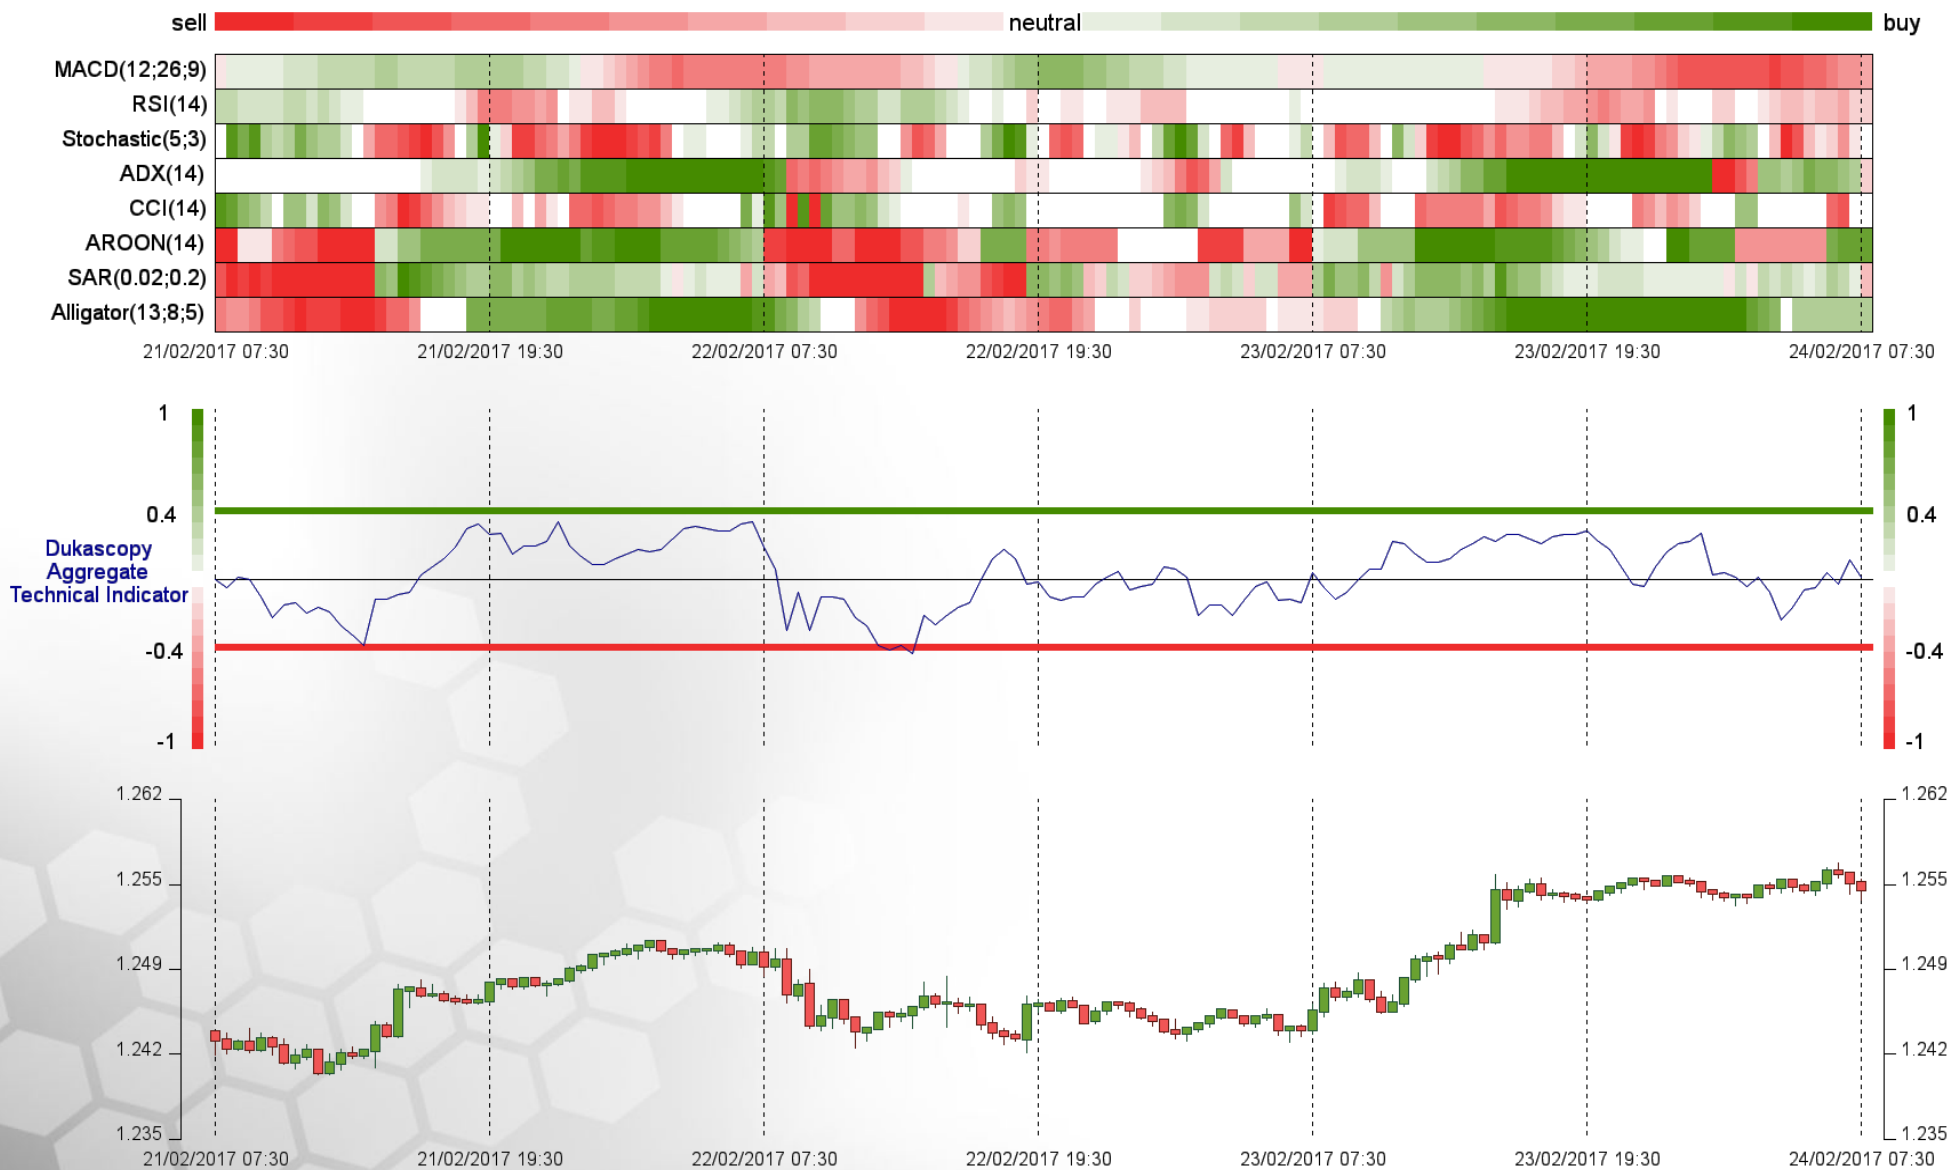 sell neutral buy
MACD(12;26;9)
RSI(14)
Stochastic(5;3)
ADX(14)
CCI(14)
AROON(14)
SAR(0.02;0.2)
Alligator(13;8;5)
21/02/2017 07:30 21/02/2017 19:30 22/02/2017 07:30 22/02/2017 19:30 23/02/2017 07:30 23/02/2017 19:30 24/02/2017 07:30
1 1
0.4 0.4
Dukascopy
Aggregate
Technical Indicator
-0.4 -0.4
-1 -1
1.262 1.262
1.255 1.255
1.249 1.249
1.242 1.242
1.235 1.235
21/02/2017 07:30 21/02/2017 19:30 22/02/2017 07:30 22/02/2017 19:30 23/02/2017 07:30 23/02/2017 19:30 24/02/2017 07:30